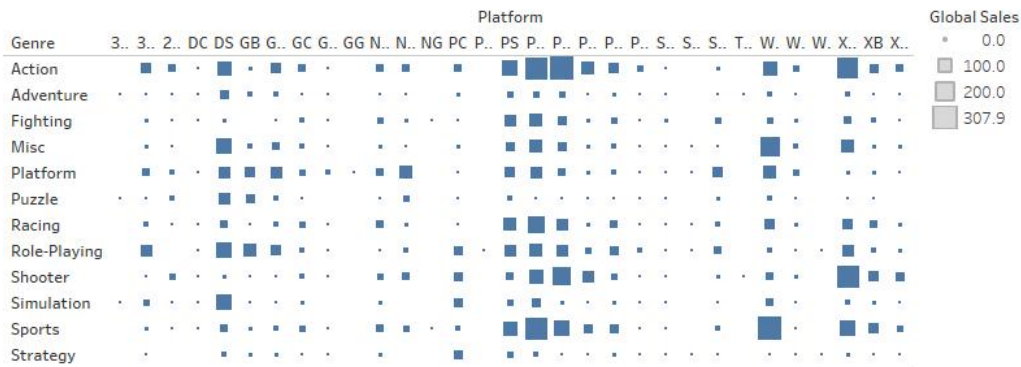 Platform
Global Sales
Genre 3.. 3.. 2.. DC DS GB G.. GC G.. GG N.. N.. NG PC P.. PS P.. P.. P.. P.. P.. S.. S.. S.. T.. W. W. W. X.. XB X..
0.0
100.0
200.0
307.9
Action
Adventure
Fighting
Misc
Platform
Puzzle
Racing
Role-Playing
Shooter
Simulation
Sports
Strategy